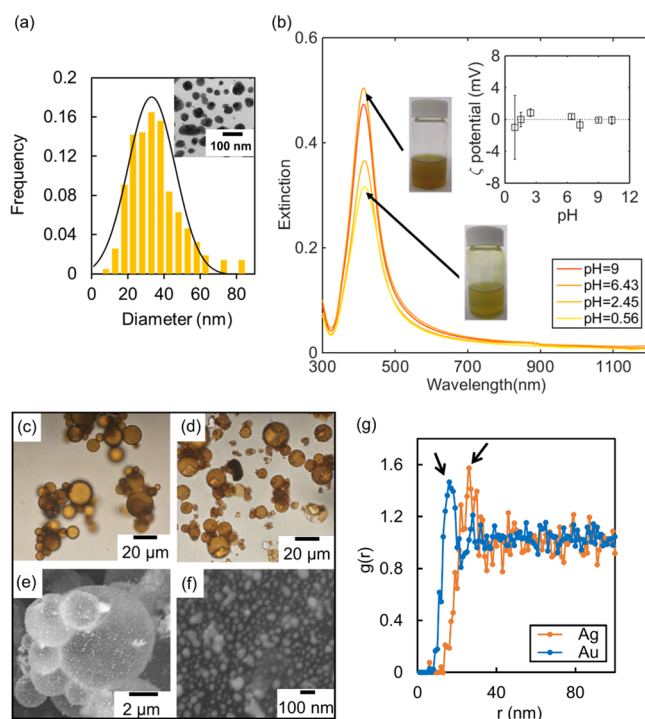 (a)
0.2
0.16
0.12
0.08
0.04
0
Frequency
0 20 40 60 80
Diameter (nm)
100 nm
(b)
0.6
0.4
0.2
0
Extinction
300 500 700 900 1100
Wavelength(nm)
8
4
0
-4
-8
ζ potential (mV)
0 3 6 9 12
pH
pH=9
pH=6.43
pH=2.45
pH=0.56
(c)
20 µm
(d)
20 µm
(e)
2 µm
(f)
100 nm
(g)
1.6
1.2
0.8
0.4
0
g(r)
0 40 80
r (nm)
Ag
Au